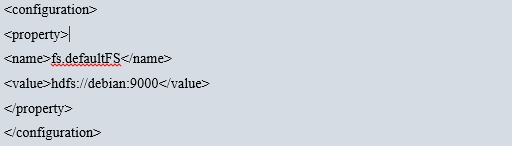 <configuration>
<property>
<name>fs.defaultFS</name>
<value>hdfs://debian:9000</value>
</property>
</configuration>